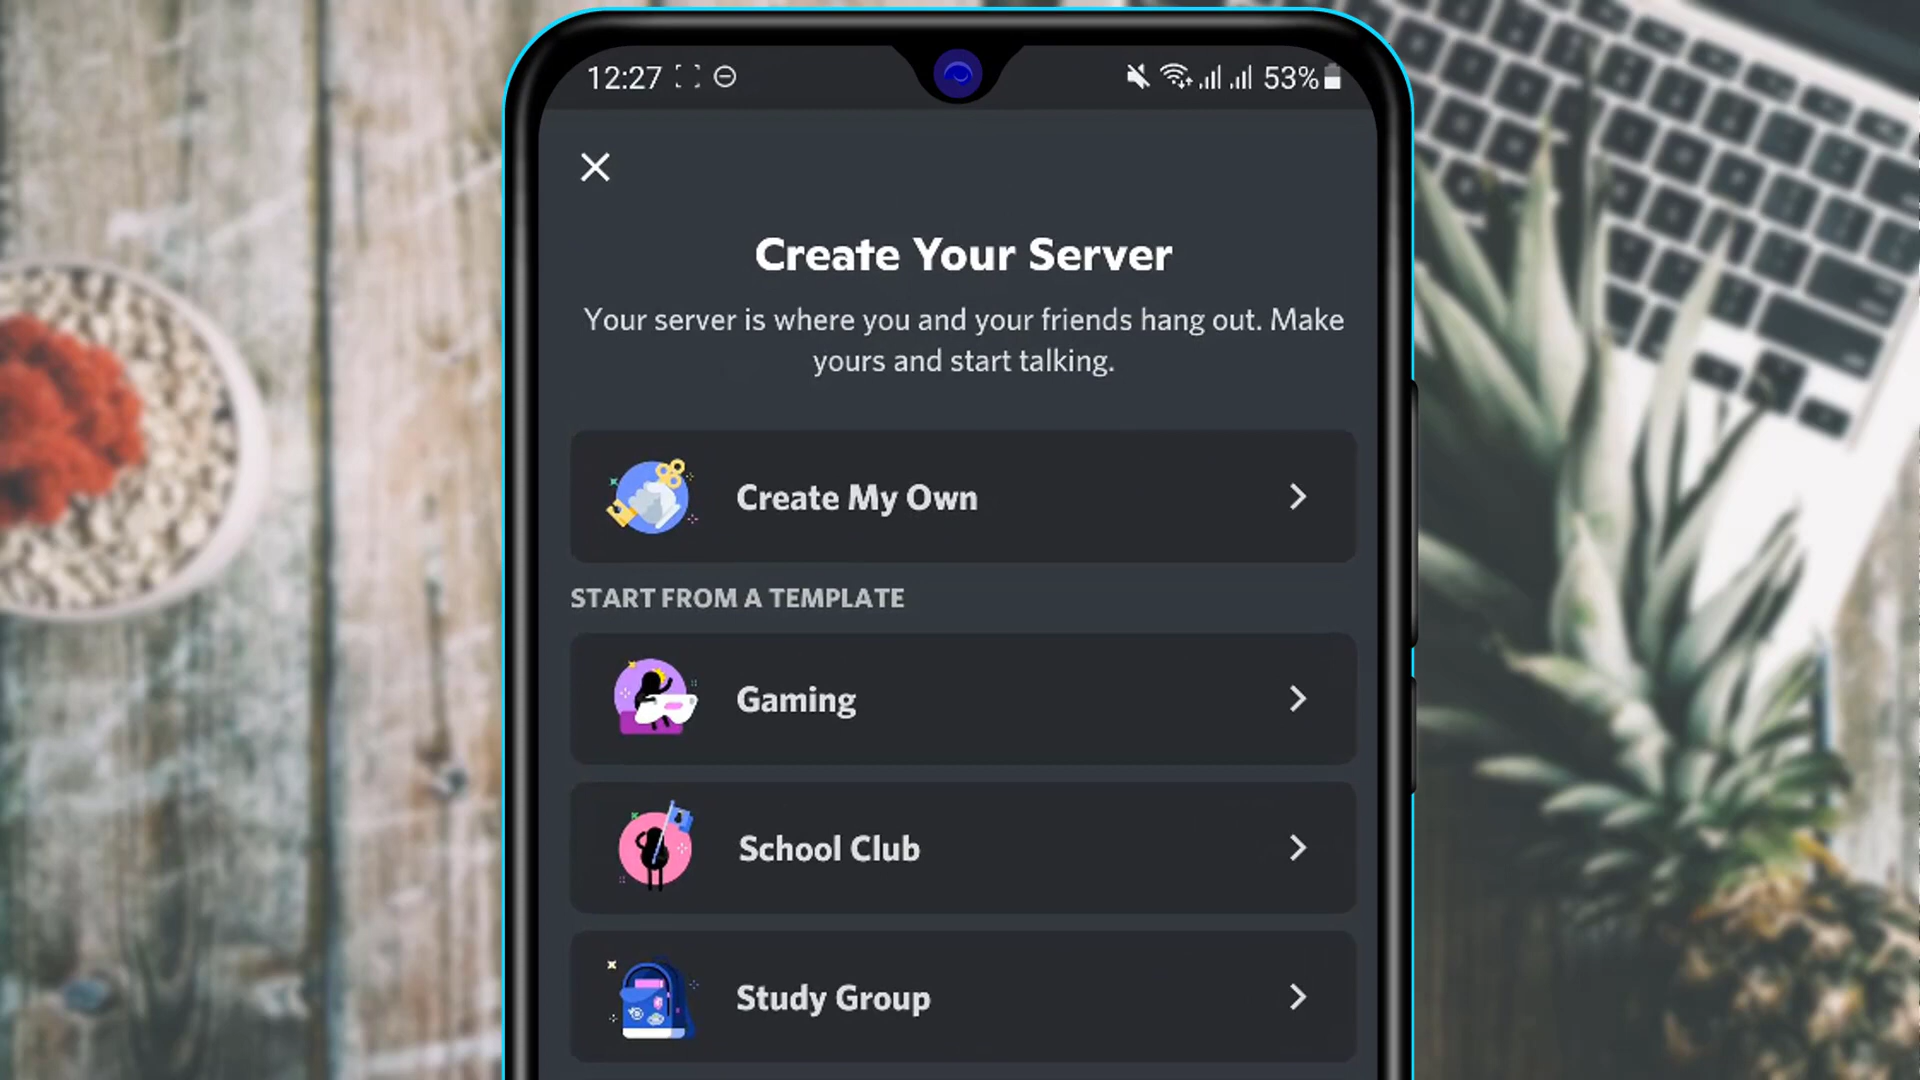 12:27
53%
Create Your Server
Your server is where you and your friends hang out. Make
yours and start talking.
Create My Own
START FROM A TEMPLATE
Gaming
School Club
Study Group